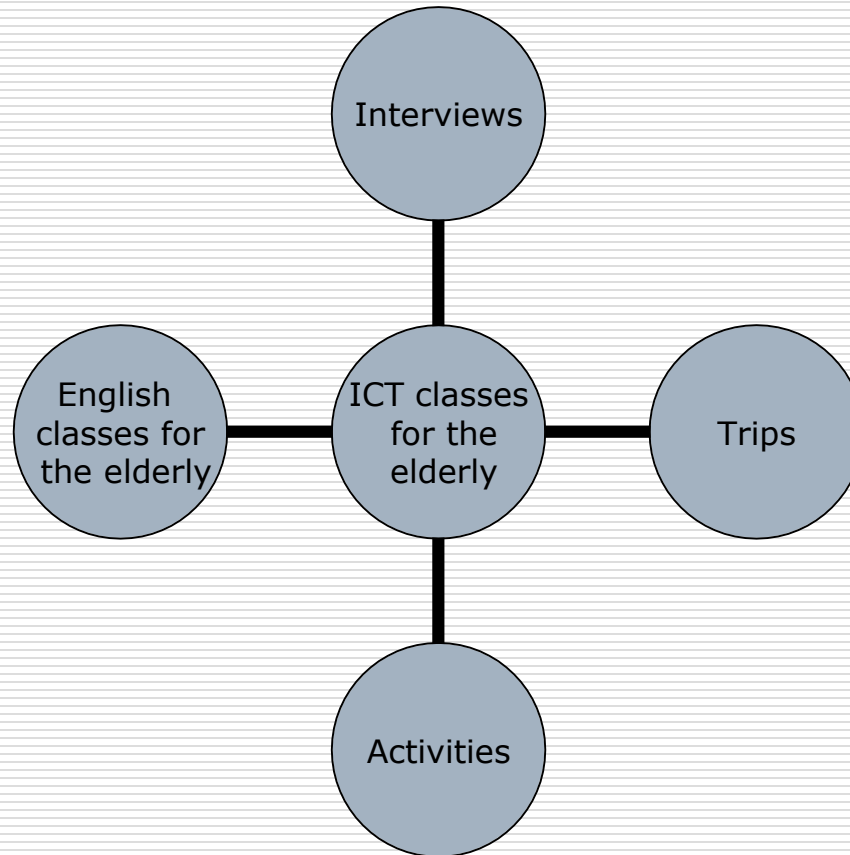 Interviews
English
classes for
the elderly
ICT classes
for the
elderly
Trips
Activities